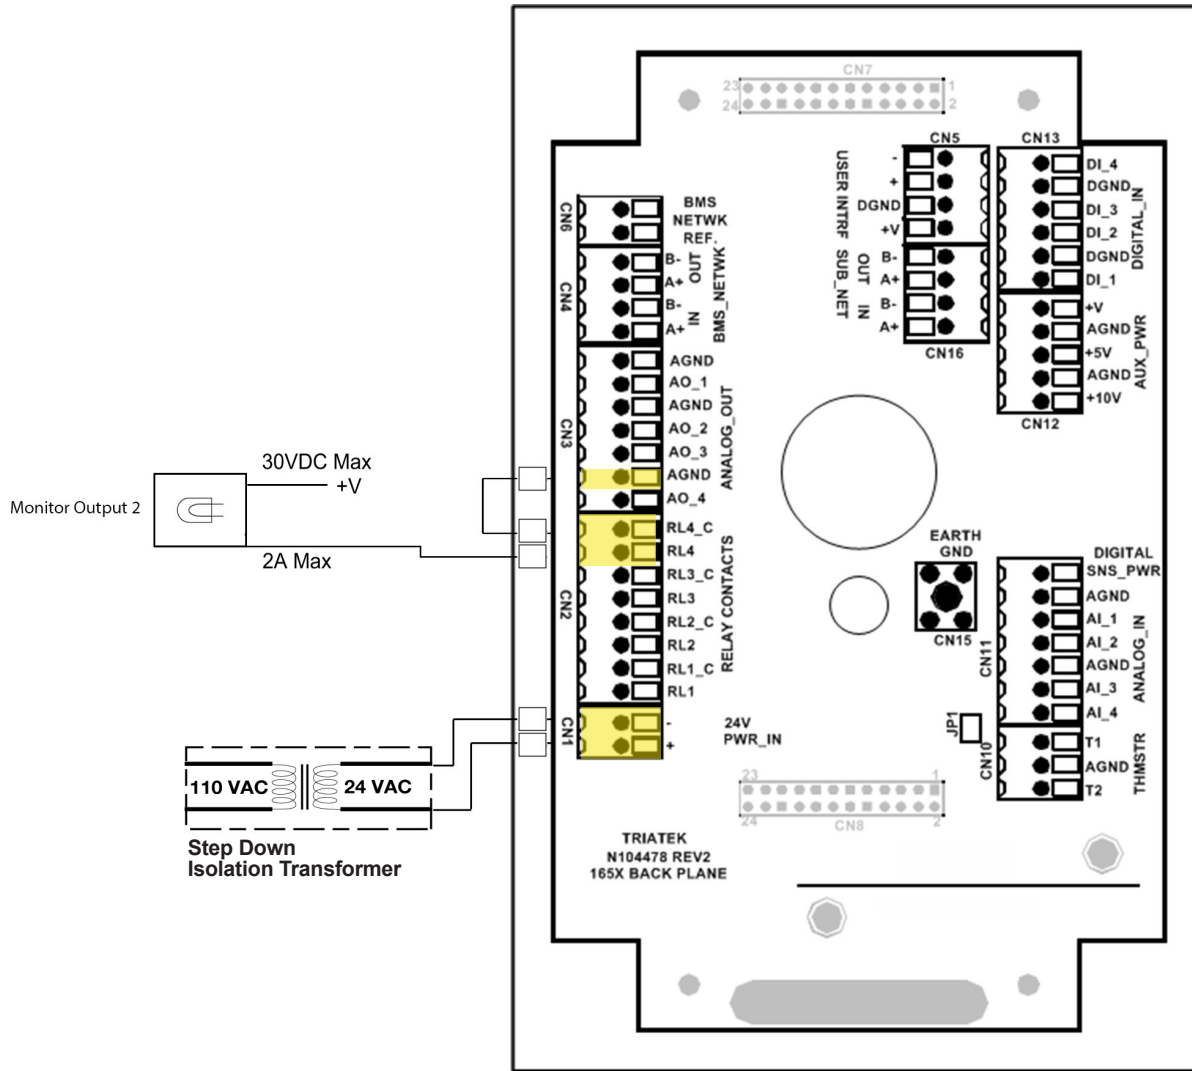 CN7
23
1
24
2
CN5
CN13
-
+
DGND
+V
USER INTRF
DI_4
DGND
DI_3
DI_2
DGND
DI_1
DIGITAL_IN
CN6
BMS
NETWK
REF.
B-
A+
B-
A+
OUT
IN
BMS_NETWK
CN4
B-
A+
B-
A+
OUT
IN
SUB_NET
CN16
+V
AGND
+5V
AGND
+10V
AUX_PWR
CN12
AGND
AO_1
AGND
AO_2
AO_3
AGND
AO_4
ANALOG_OUT
CN3
30VDC Max
+V
Monitor Output 2
2A Max
RL4_C
RL4
RL3_C
RL3
RL2_C
RL2
RL1_C
RL1
RELAY CONTACTS
CN2
EARTH
GND
CN15
DIGITAL
SNS_PWR
AGND
AI_1
AI_2
AGND
AI_3
AI_4
ANALOG_IN
CN11
CN1
-
+
24V
PWR_IN
JP1
CN10
T1
AGND
T2
THMSTR
110 VAC
24 VAC
Step Down
Isolation Transformer
23
1
24
2
CN8
TRIATEK
N104478 REV2
165X BACK PLANE